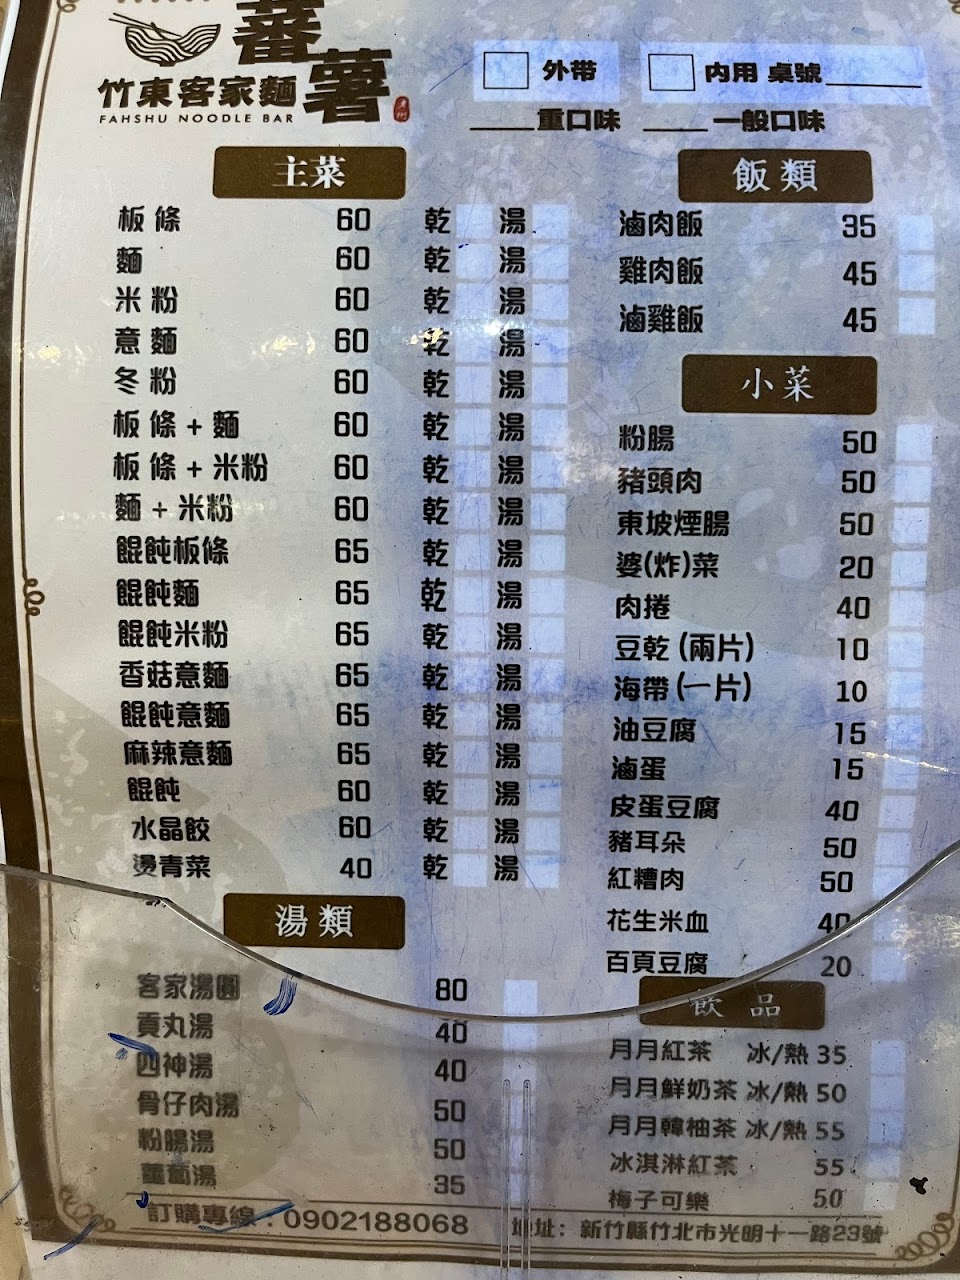 蕃薯
竹東客家麵
FAHSHU NOODLE BAR
外帶 內用 桌號
重口味 一般口味
主菜
板條 60 乾 湯
麵 60 乾 湯
米粉 60 乾 湯
意麵 60 乾 湯
冬粉 60 乾 湯
板條+麵 60 乾 湯
板條+米粉 60 乾 湯
麵+米粉 60 乾 湯
餛飩板條 65 乾 湯
餛飩麵 65 乾 湯
餛飩米粉 65 乾 湯
香菇意麵 65 乾 湯
餛飩意麵 65 乾 湯
麻辣意麵 65 乾 湯
餛飩 60 乾 湯
水晶餃 60 乾 湯
燙青菜 40 乾 湯
湯類
客家湯圓 80
貢丸湯 40
四神湯 40
骨仔肉湯 50
粉腸湯 50
蘿蔔湯 35
飯類
滷肉飯 35
雞肉飯 45
滷雞飯 45
小菜
粉腸 50
豬頭肉 50
東坡煙腸 50
婆(炸)菜 20
肉捲 40
豆乾(兩片) 10
海帶(一片) 10
油豆腐 15
滷蛋 15
皮蛋豆腐 40
豬耳朵 50
紅糟肉 50
花生米血 40
百頁豆腐 20
飲品
月月紅茶 冰/熱 35
月月鮮奶茶 冰/熱 50
月月韓柚茶 冰/熱 55
冰淇淋紅茶 55
梅子可樂 50
訂購專線:0902188068 地址:新竹縣竹北市光明十一路23號